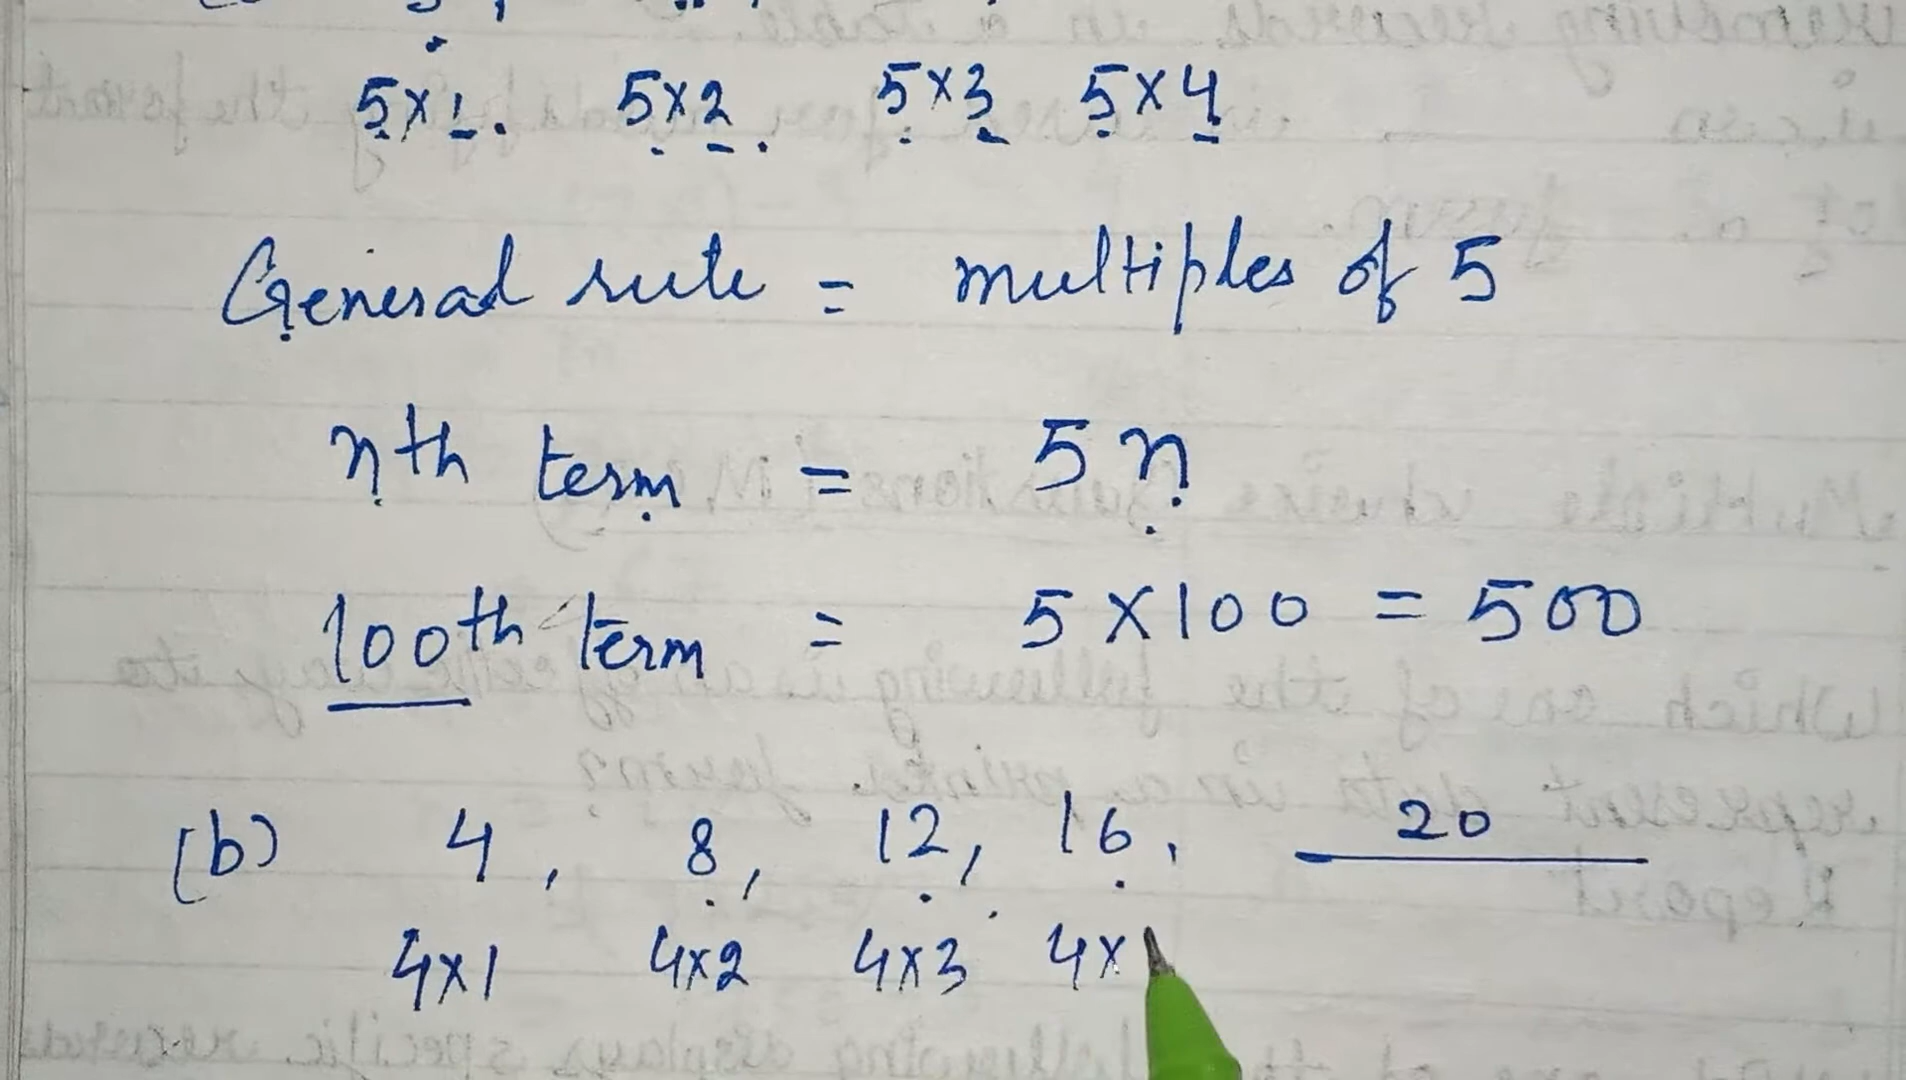 5×1. 5×2 5×3 5×4
General rule = multiples of 5
nth term = 5n
100th term = 5×100 = 500
(b) 4, 8, 12, 16, 20
4×1 4×2 4×3 4×